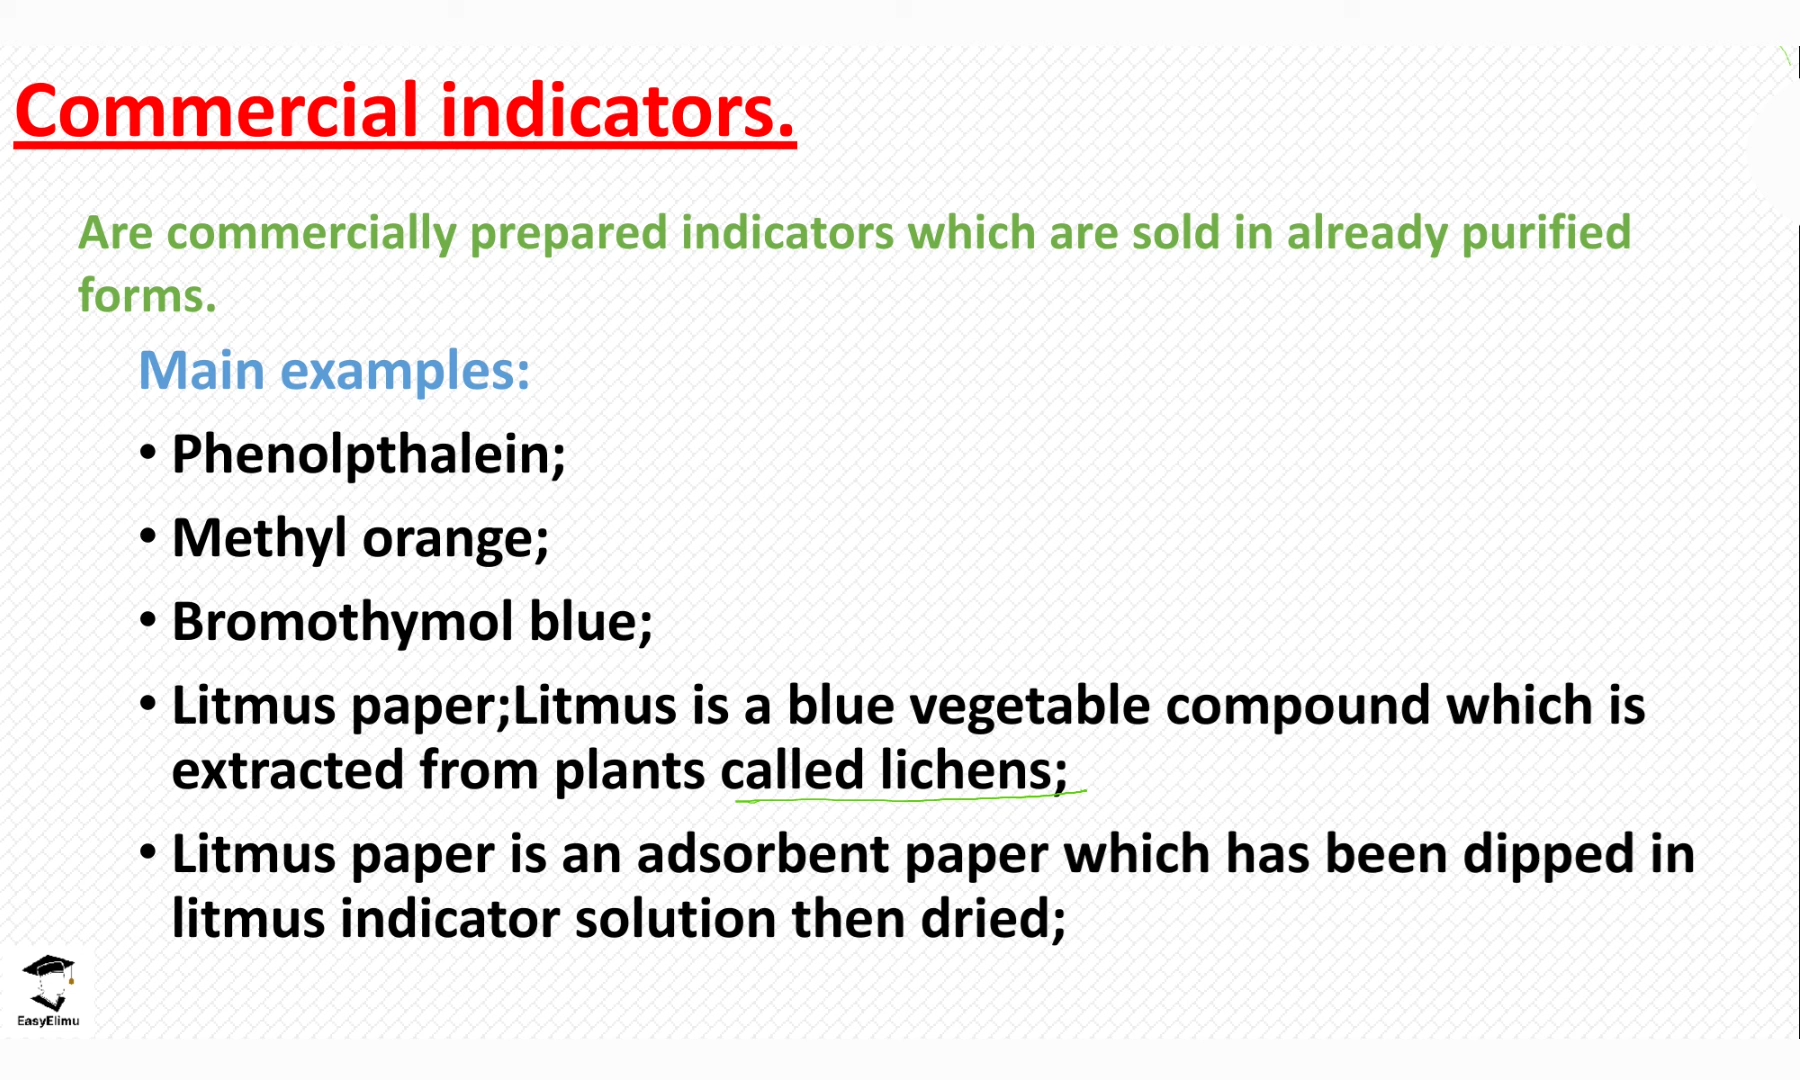 Commercial indicators.
Are commercially prepared indicators which are sold in already purified
forms.
Main examples:
• Phenolpthalein;
• Methyl orange;
• Bromothymol blue;
• Litmus paper;Litmus is a blue vegetable compound which is
extracted from plants called lichens;
• Litmus paper is an adsorbent paper which has been dipped in
litmus indicator solution then dried;
EasyElimu